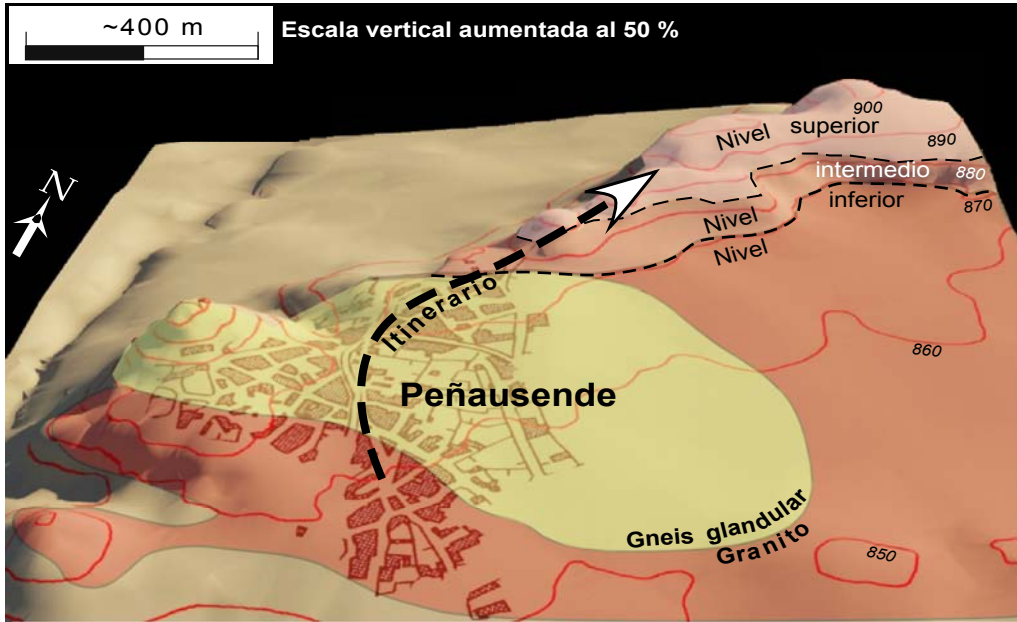 ~400 m
Escala vertical aumentada al 50 %
N
900
Nivel superior
890
intermedio
880
inferior
870
Nivel
Nivel
Itinerario
860
Peñausende
Gneis glandular
Granito
850